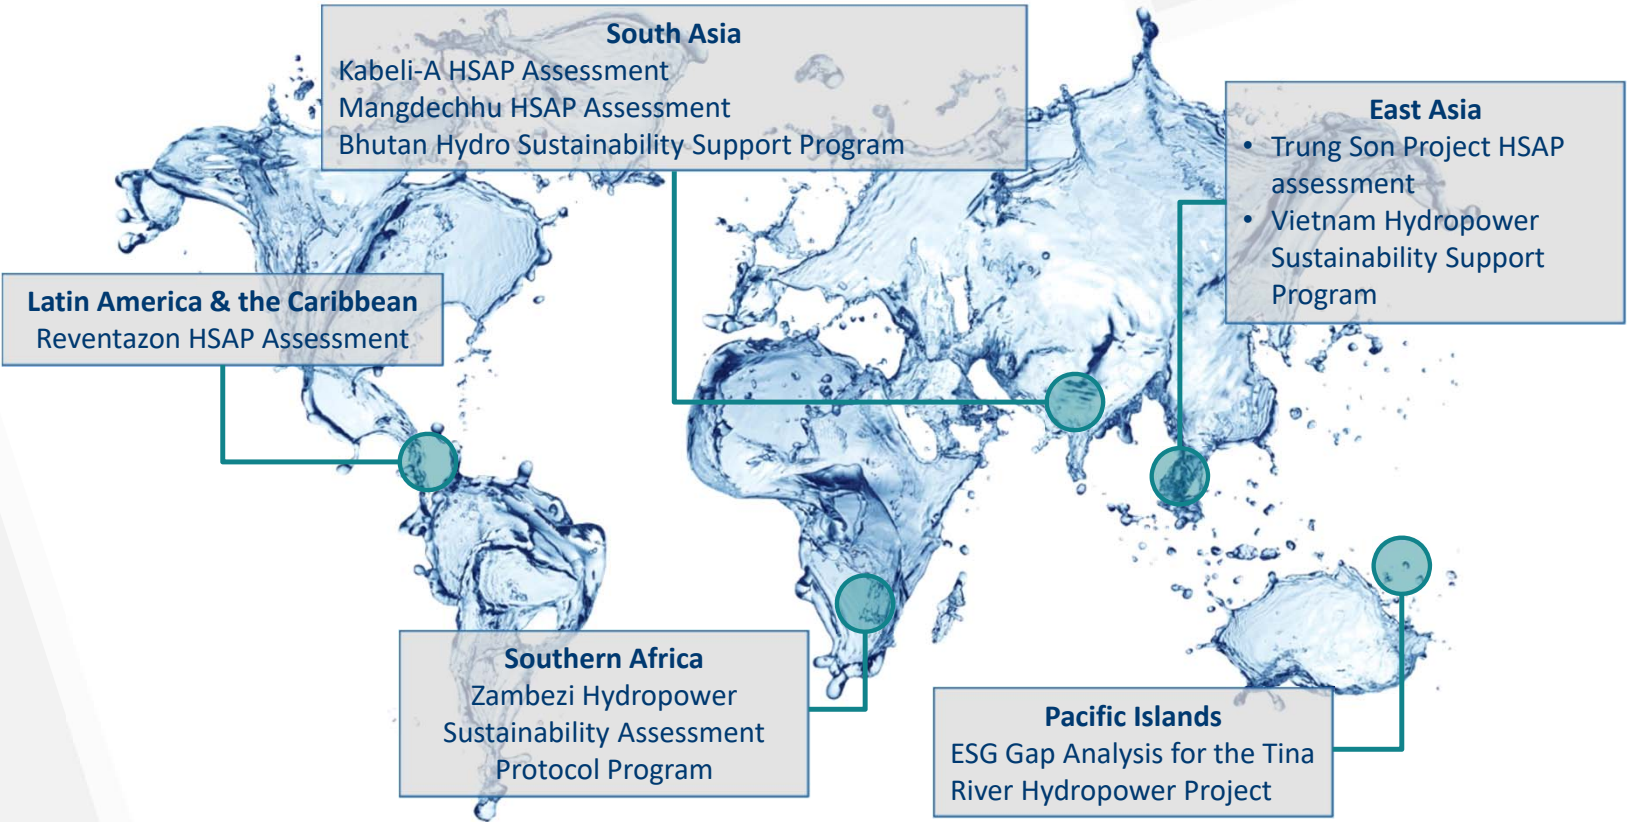 South Asia
Kabeli-A HSAP Assessment
Mangdechhu HSAP Assessment
Bhutan Hydro Sustainability Support Program
East Asia
• Trung Son Project HSAP
assessment
• Vietnam Hydropower
Sustainability Support
Program
Latin America & the Caribbean
Reventazon HSAP Assessment
Southern Africa
Zambezi Hydropower
Sustainability Assessment
Protocol Program
Pacific Islands
ESG Gap Analysis for the Tina
River Hydropower Project